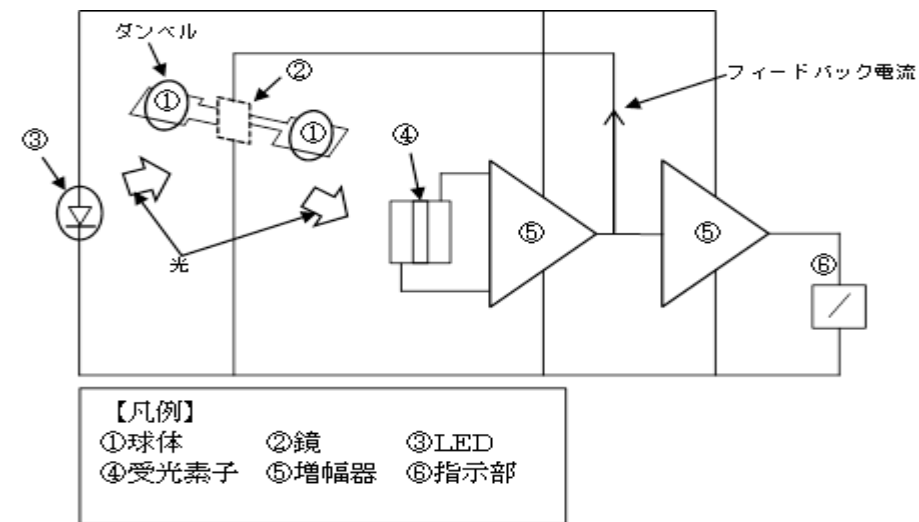 ダンベル
②
フィードバック電流
①
①
③
④
⑤
⑤
⑥
光
【凡例】
①球体 ②鏡 ③LED
④受光素子 ⑤増幅器 ⑥指示部